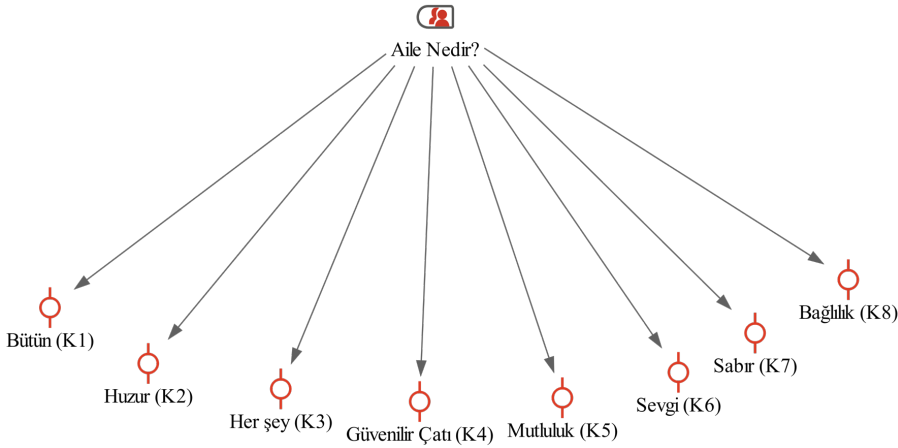 Aile Nedir?
Bütün (K1)
Huzur (K2)
Her şey (K3)
Güvenilir Çatı (K4)
Mutluluk (K5)
Sevgi (K6)
Sabır (K7)
Bağlılık (K8)